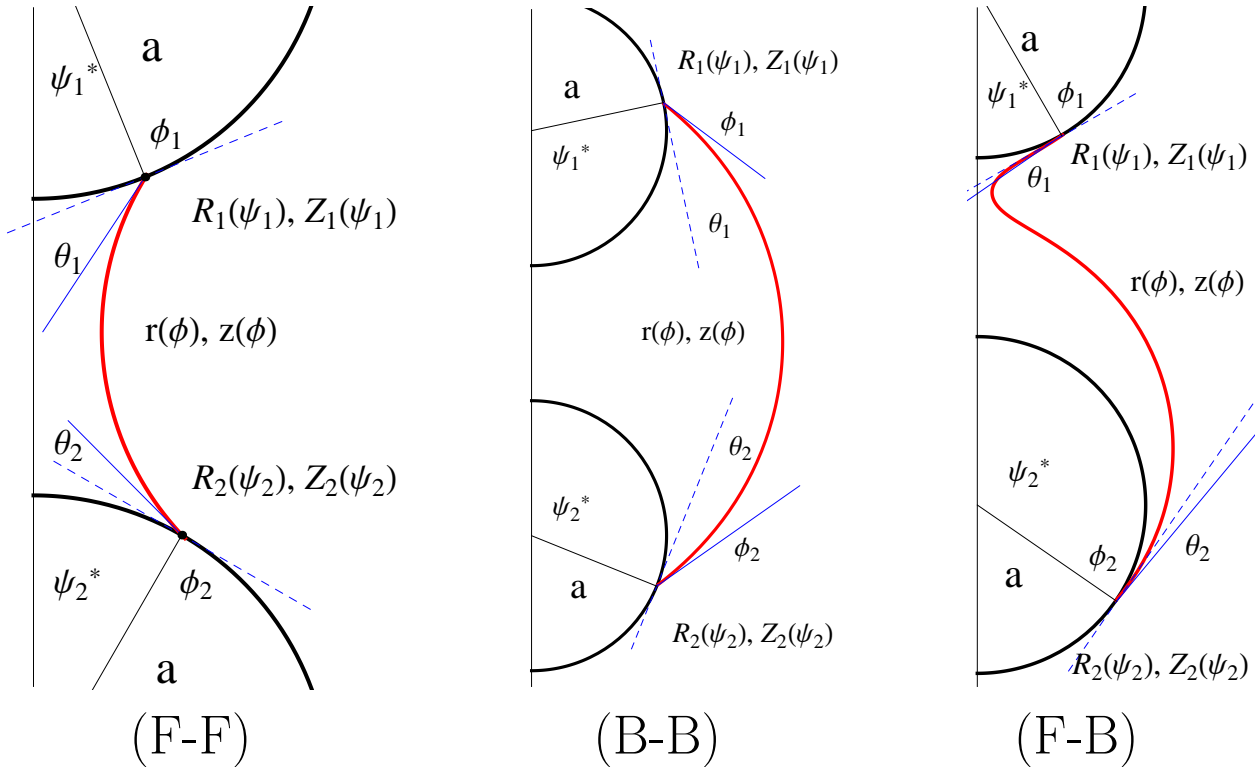 a
ψ₁*
ϕ₁
R₁(ψ₁), Z₁(ψ₁)
θ₁
r(ϕ), z(ϕ)
θ₂
R₂(ψ₂), Z₂(ψ₂)
ψ₂*
ϕ₂
a
(F-F)
R₁(ψ₁), Z₁(ψ₁)
a
ϕ₁
ψ₁*
θ₁
r(ϕ), z(ϕ)
θ₂
ψ₂*
ϕ₂
a
R₂(ψ₂), Z₂(ψ₂)
(B-B)
a
ψ₁*
ϕ₁
R₁(ψ₁), Z₁(ψ₁)
θ₁
r(ϕ), z(ϕ)
ψ₂*
ϕ₂
θ₂
a
R₂(ψ₂), Z₂(ψ₂)
(F-B)